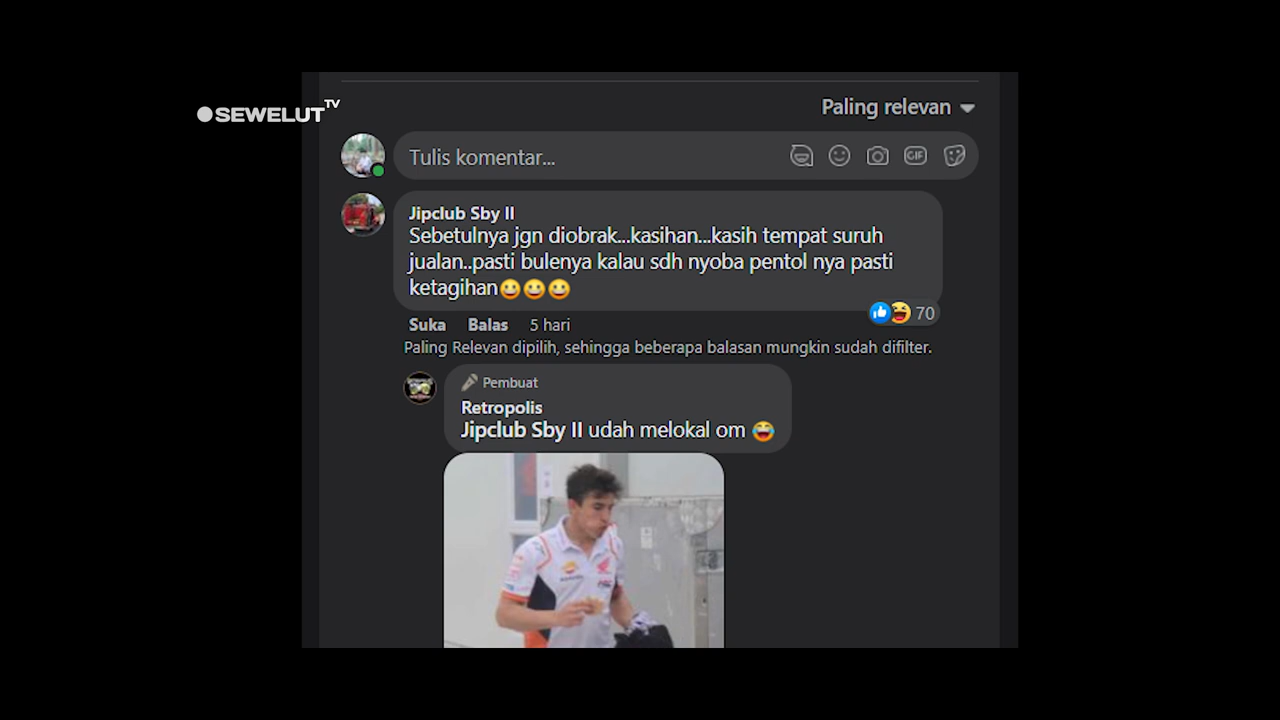 SEWELUT TV
Paling relevan
Tulis komentar...
GIF
Jipclub Sby II
Sebetulnya jgn diobrak...kasihan...kasih tempat suruh
jualan..pasti bulenya kalau sdh nyoba pentol nya pasti
ketagihan😀😀😀
70
Suka Balas 5 hari
Paling Relevan dipilih, sehingga beberapa balasan mungkin sudah difilter.
Pembuat
Retropolis
Jipclub Sby II udah melokal om 😂